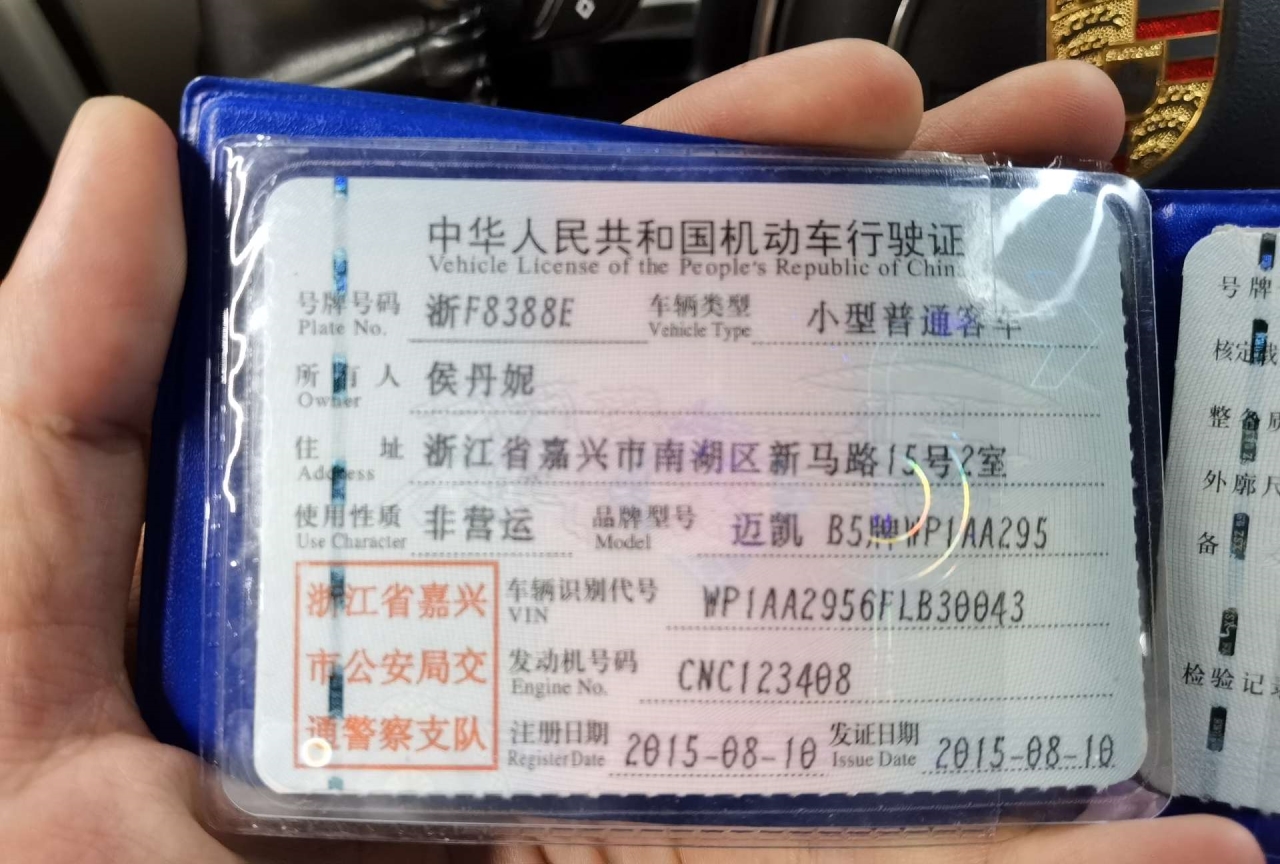 中华人民共和国机动车行驶证
Vehicle License of the People's Republic of China
号牌号码 浙F8388E 车辆类型 小型普通客车
Plate No. Vehicle Type
所有人 侯丹妮
Owner
住址 浙江省嘉兴市南湖区新马路15号2室
Address
使用性质 非营运 品牌型号 迈凯 B5牌WP1AA295
Use Character Model
浙江省嘉兴
市公安局交
通警察支队
车辆识别代号 WP1AA2956FLB30043
VIN
发动机号码 CNC123408
Engine No.
注册日期 2015-08-10 发证日期 2015-08-10
Register Date Issue Date
号牌
核定载
整备质
外廓尺
备
检验记